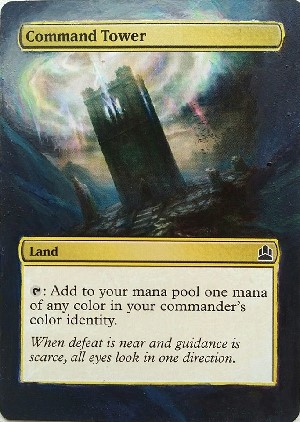 Command Tower
Land
: Add to your mana pool one mana
of any color in your commander's
color identity.
When defeat is near and guidance is
scarce, all eyes look in one direction.